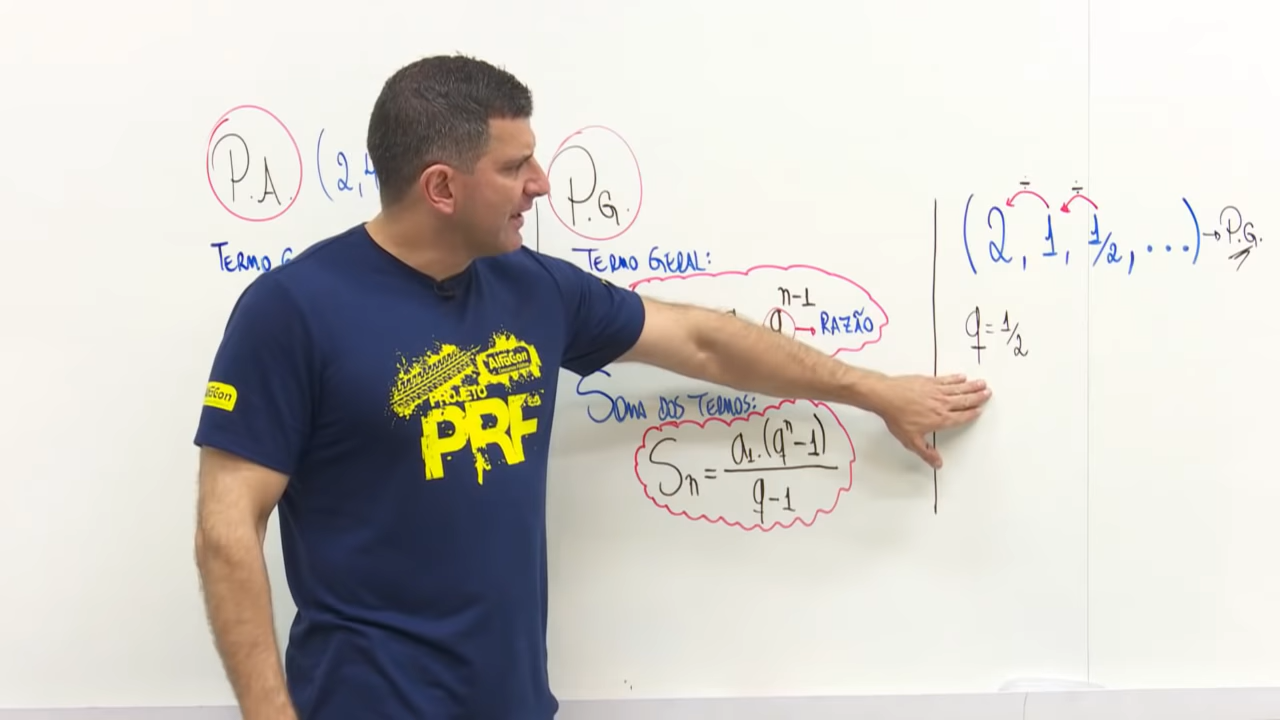 P.A. (2,4
TERMO G
P.G.
TERMO GERAL:
q n-1 → RAZÃO
SOMA DOS TERMOS:
Sn = a1.(q^n-1)
q-1
÷ ÷
(2, 1, 1/2, ...) → P.G.
q = 1/2
AlfaCon
PROJETO
PRF